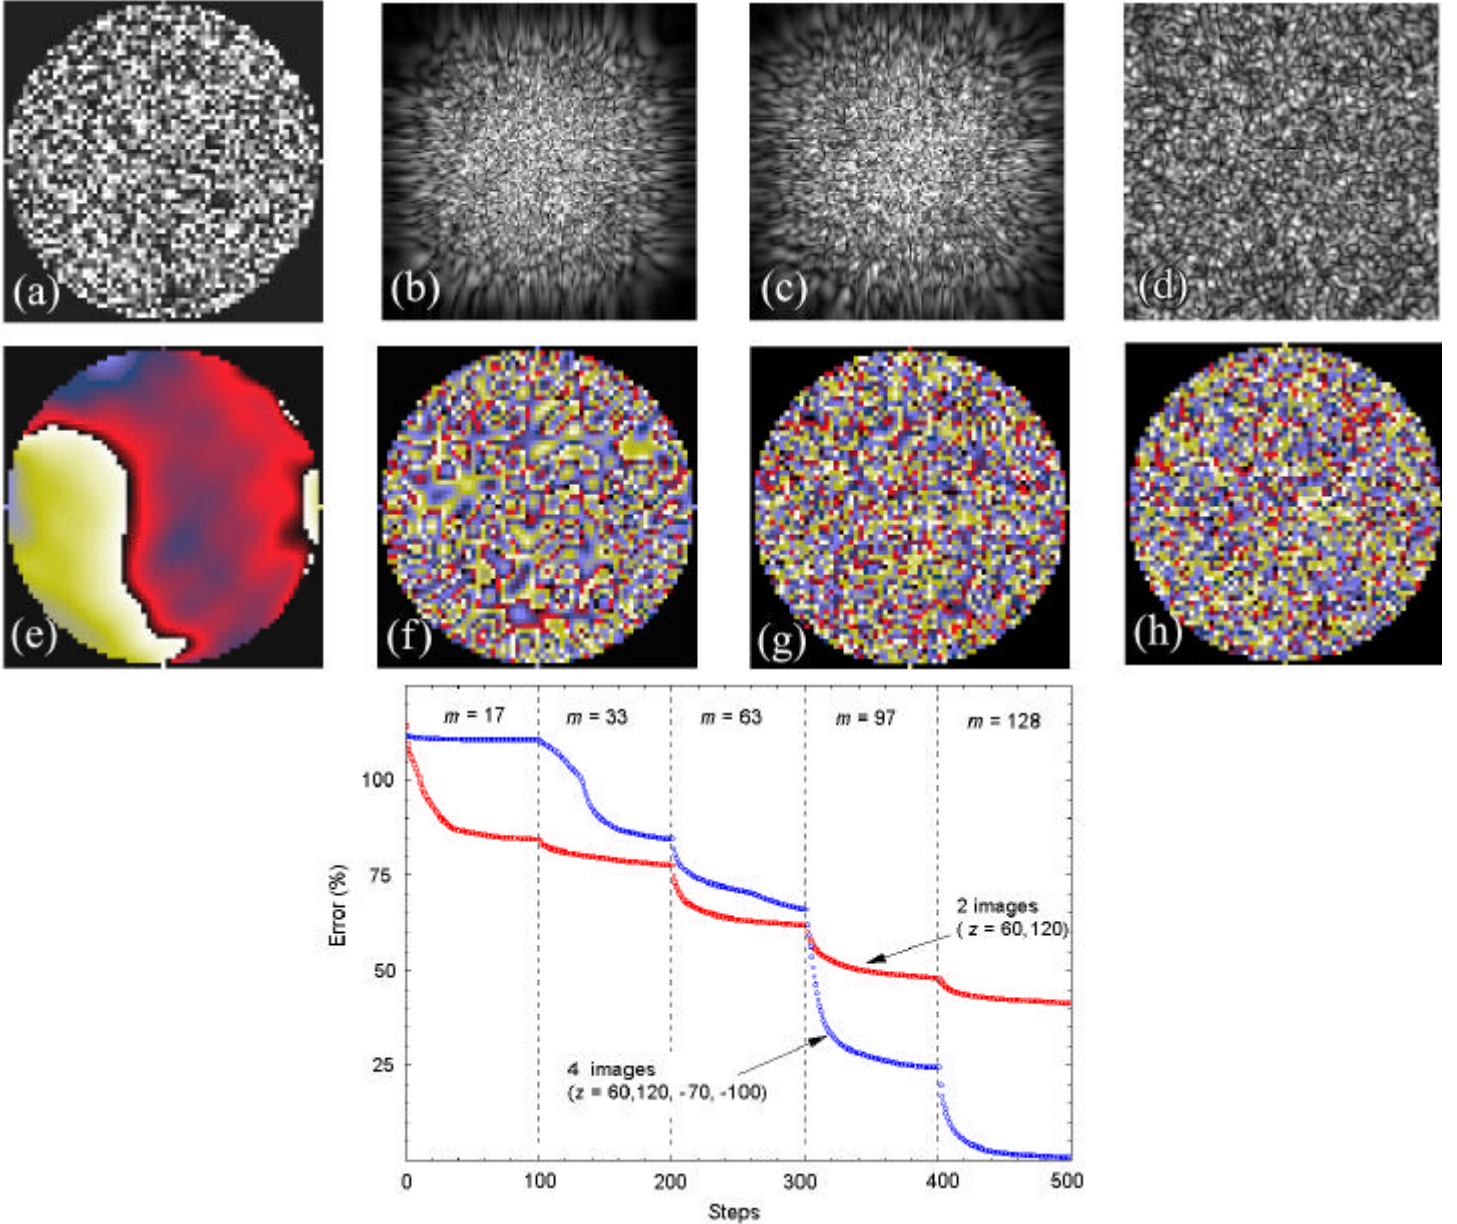 (a)
(b)
(c)
(d)
(e)
(f)
(g)
(h)
m = 17
m = 33
m = 63
m = 97
m = 128
100
75
50
25
Error (%)
2 images
( z = 60,120)
4 images
(z = 60,120, -70, -100)
0
100
200
300
400
500
Steps